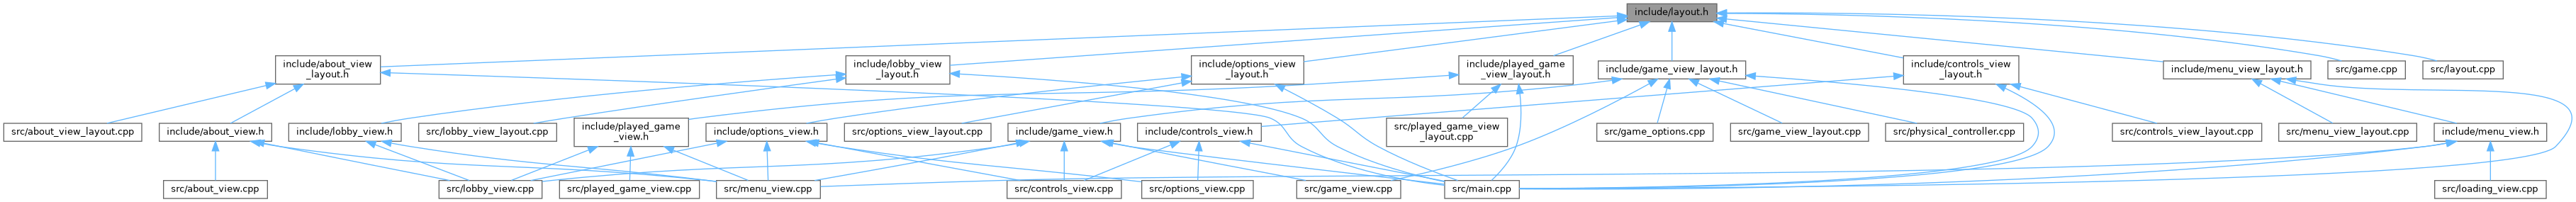 include/layout.h
include/about_view
_layout.h
include/lobby_view
_layout.h
include/options_view
_layout.h
include/played_game
_view_layout.h
include/game_view_layout.h
include/controls_view
_layout.h
include/menu_view_layout.h
src/game.cpp
src/layout.cpp
src/about_view_layout.cpp
include/about_view.h
include/lobby_view.h
src/lobby_view_layout.cpp
include/played_game
_view.h
include/options_view.h
src/options_view_layout.cpp
include/game_view.h
include/controls_view.h
src/played_game_view
_layout.cpp
src/game_options.cpp
src/game_view_layout.cpp
src/physical_controller.cpp
src/controls_view_layout.cpp
src/menu_view_layout.cpp
include/menu_view.h
src/about_view.cpp
src/lobby_view.cpp
src/played_game_view.cpp
src/menu_view.cpp
src/controls_view.cpp
src/options_view.cpp
src/game_view.cpp
src/main.cpp
src/loading_view.cpp